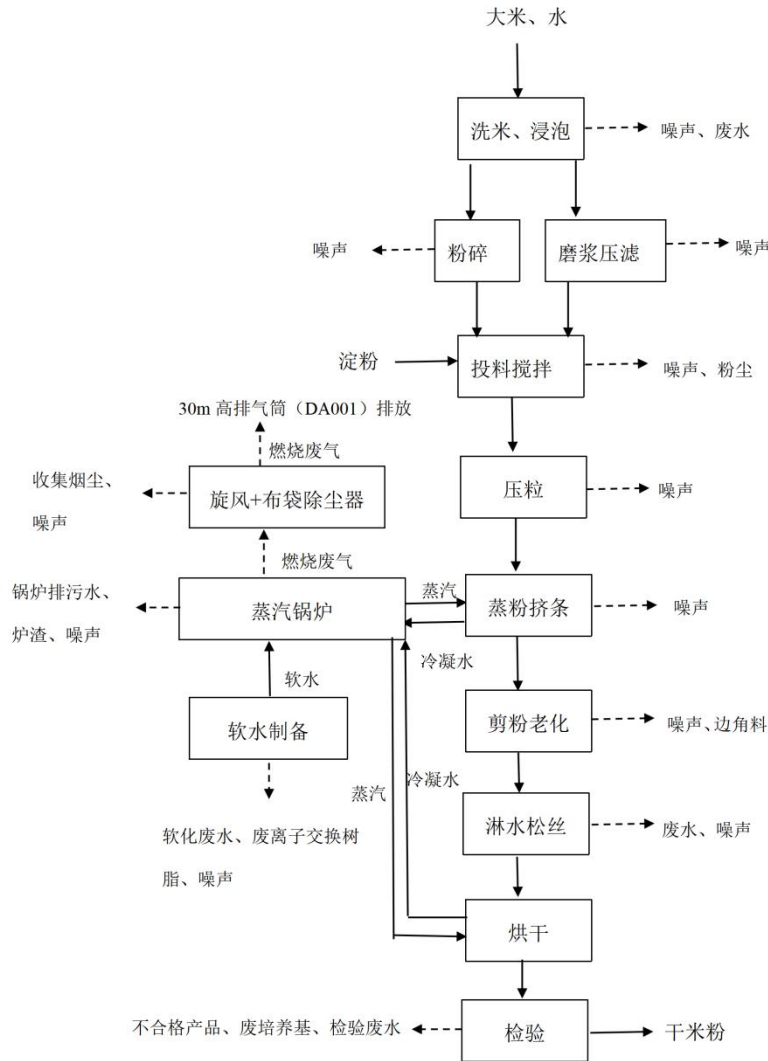 大米、水
洗米、浸泡
噪声、废水
噪声
粉碎
磨浆压滤
噪声
淀粉
投料搅拌
噪声、粉尘
30m 高排气筒（DA001）排放
燃烧废气
收集烟尘、
噪声
旋风+布袋除尘器
压粒
噪声
燃烧废气
锅炉排污水、
炉渣、噪声
蒸汽锅炉
蒸汽
蒸粉挤条
噪声
冷凝水
软水
软水制备
剪粉老化
噪声、边角料
蒸汽
冷凝水
淋水松丝
废水、噪声
软化废水、废离子交换树
脂、噪声
烘干
不合格产品、废培养基、检验废水
检验
干米粉